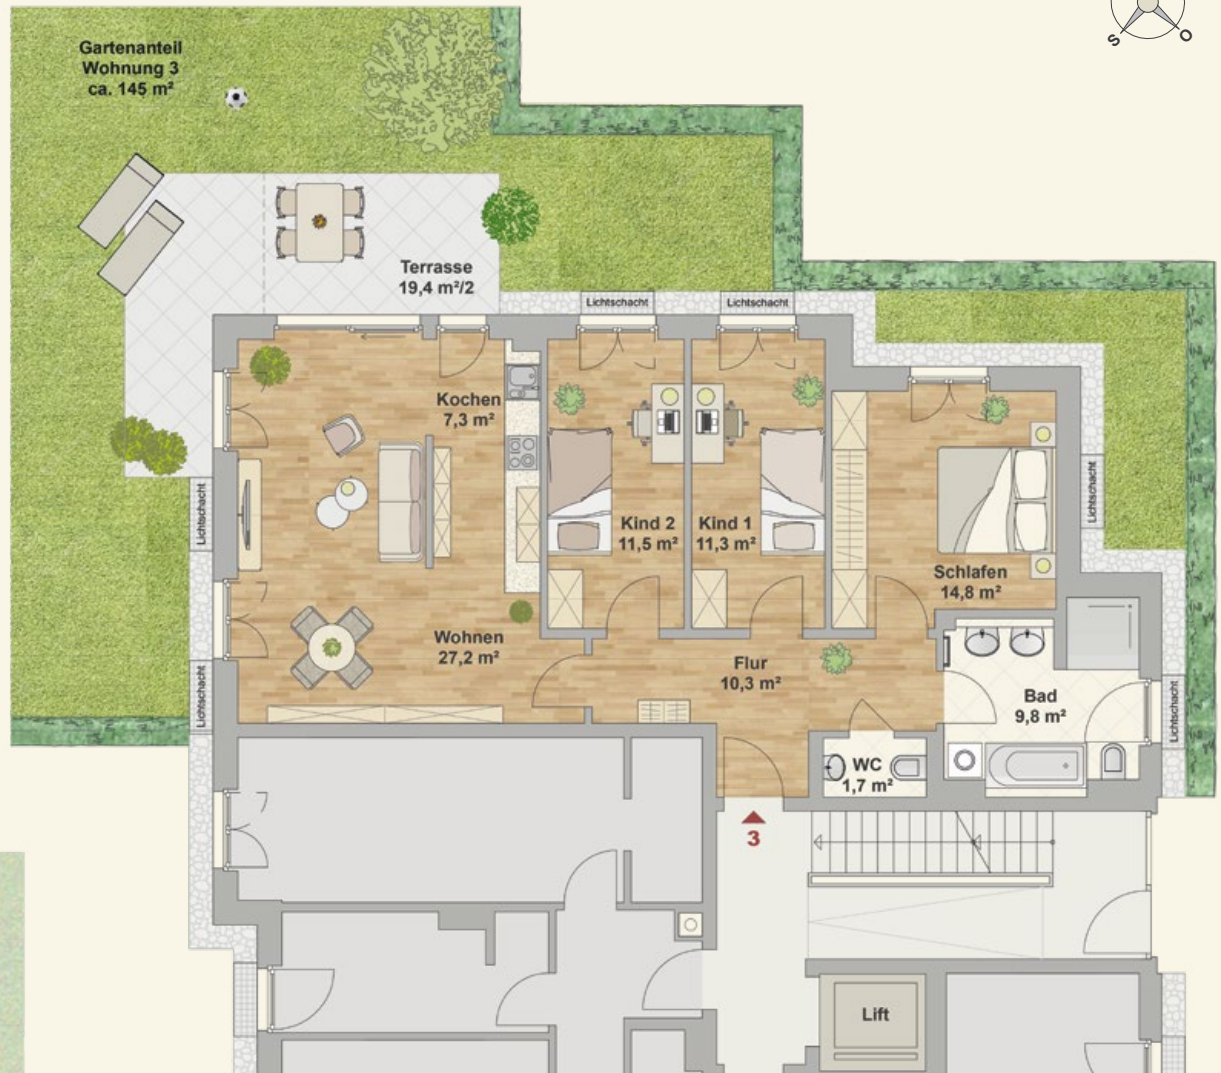 Gartenanteil
Wohnung 3
ca. 145 m²
S
O
Terrasse
19,4 m²/2
Lichtschacht
Lichtschacht
Kochen
7,3 m²
Lichtschacht
Lichtschacht
Kind 2
11,5 m²
Kind 1
11,3 m²
Schlafen
14,8 m²
Wohnen
27,2 m²
Flur
10,3 m²
Lichtschacht
Bad
9,8 m²
Lichtschacht
WC
1,7 m²
3
Lift